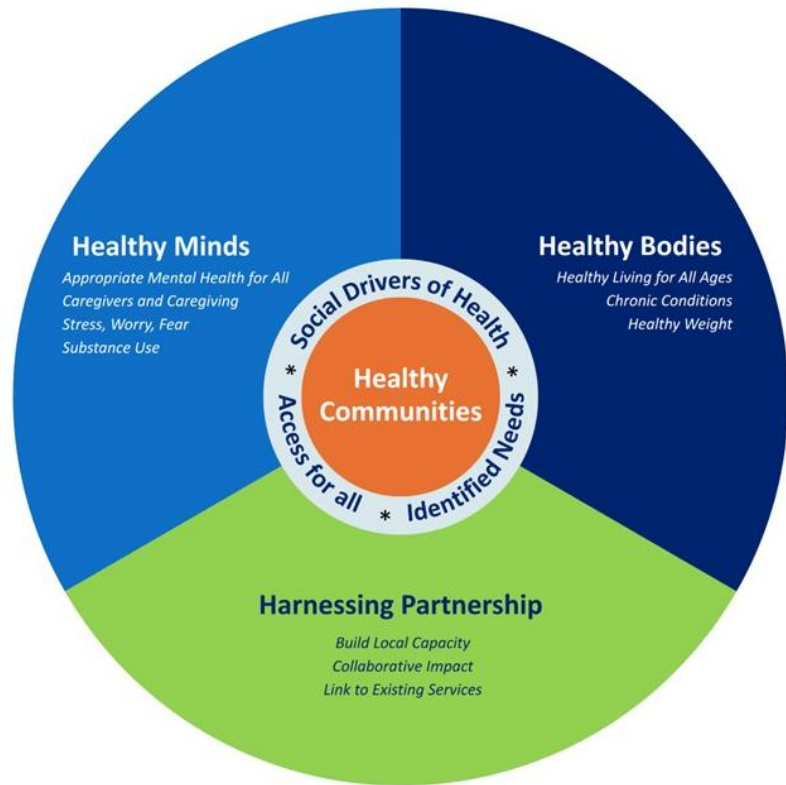 Healthy Minds
Appropriate Mental Health for All
Caregivers and Caregiving
Stress, Worry, Fear
Substance Use
Healthy Bodies
Healthy Living for All Ages
Chronic Conditions
Healthy Weight
Social Drivers of Health
*
Identified Needs
*
Access for all
*
Healthy
Communities
Harnessing Partnership
Build Local Capacity
Collaborative Impact
Link to Existing Services